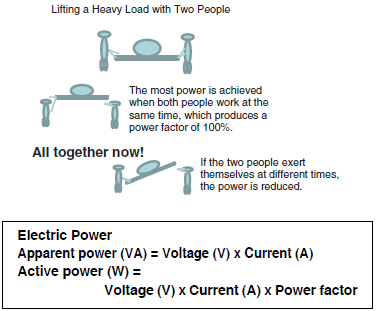 Lifting a Heavy Load with Two People
The most power is achieved
when both people work at the
same time, which produces a
power factor of 100%.
All together now!
If the two people exert
themselves at different times,
the power is reduced.
Electric Power
Apparent power (VA) = Voltage (V) x Current (A)
Active power (W) =
Voltage (V) x Current (A) x Power factor